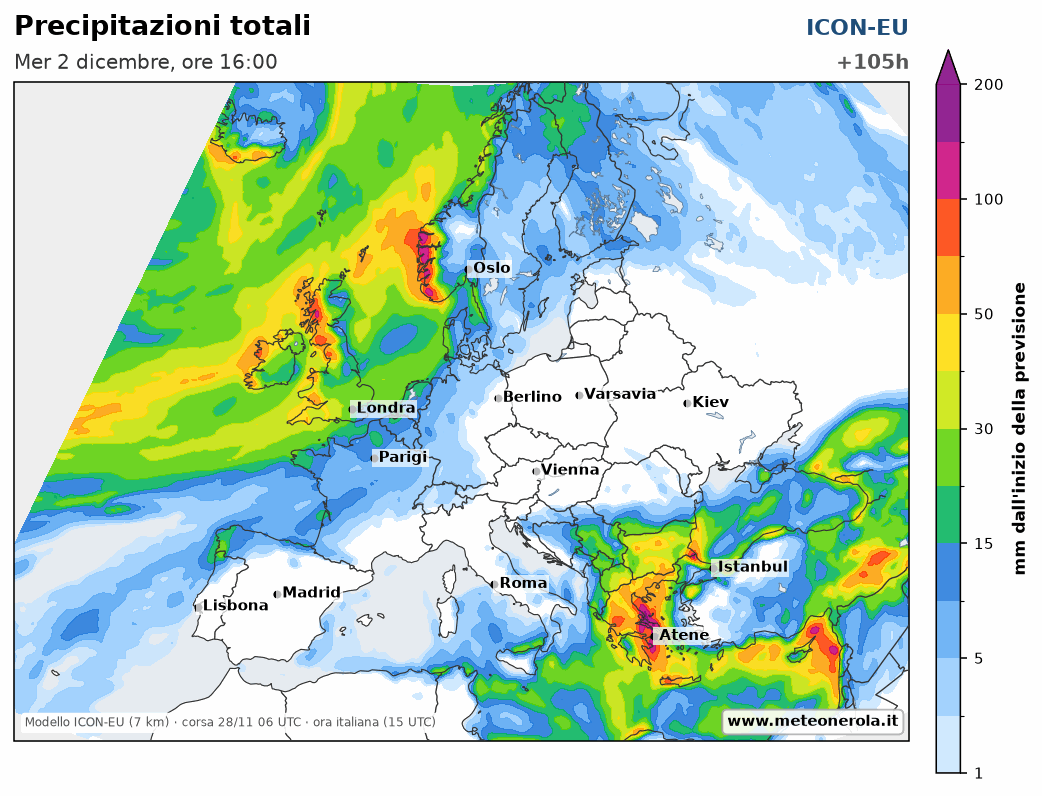 Precipitazioni totali
ICON-EU
Mer 2 dicembre, ore 16:00
+105h
200
100
50
30
15
5
1
mm dall'inizio della previsione
Oslo
Berlino
Varsavia
Kiev
Londra
Parigi
Vienna
Istanbul
Roma
Madrid
Lisbona
Atene
Modello ICON-EU (7 km) · corsa 28/11 06 UTC · ora italiana (15 UTC)
www.meteonerola.it